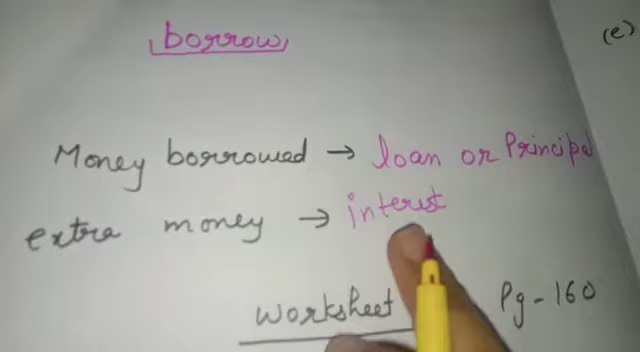 borrow
(e)
Money borrowed → loan or Principal
extra money → interest
Worksheet Pg-160